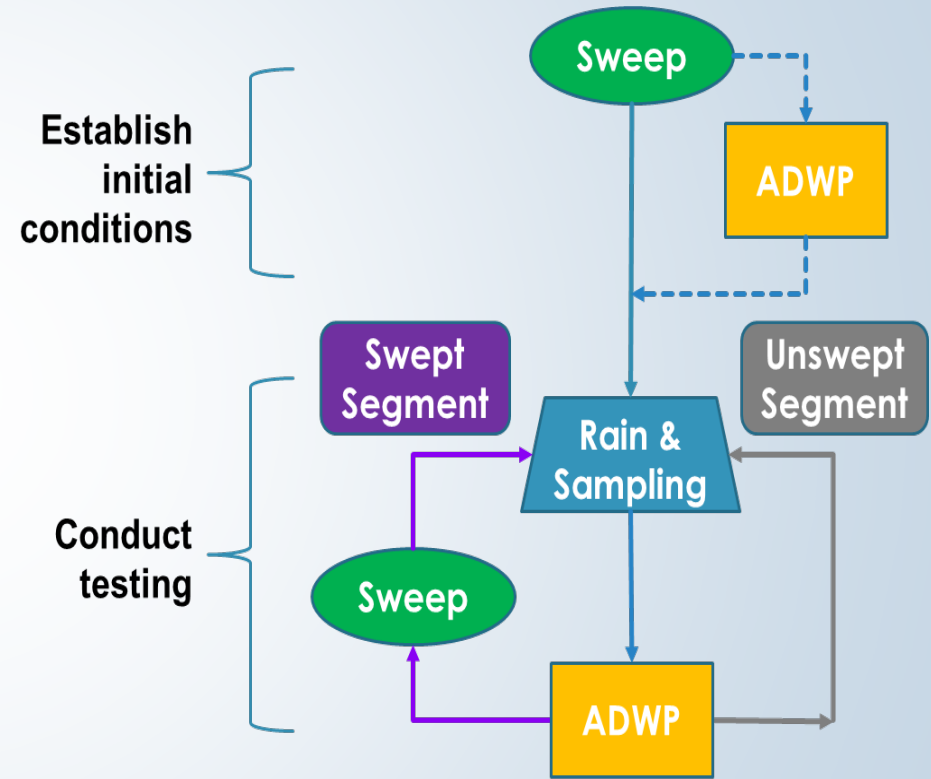 Sweep
ADWP
Establish
initial
conditions
Swept
Segment
Unswept
Segment
Rain &
Sampling
Conduct
testing
Sweep
ADWP